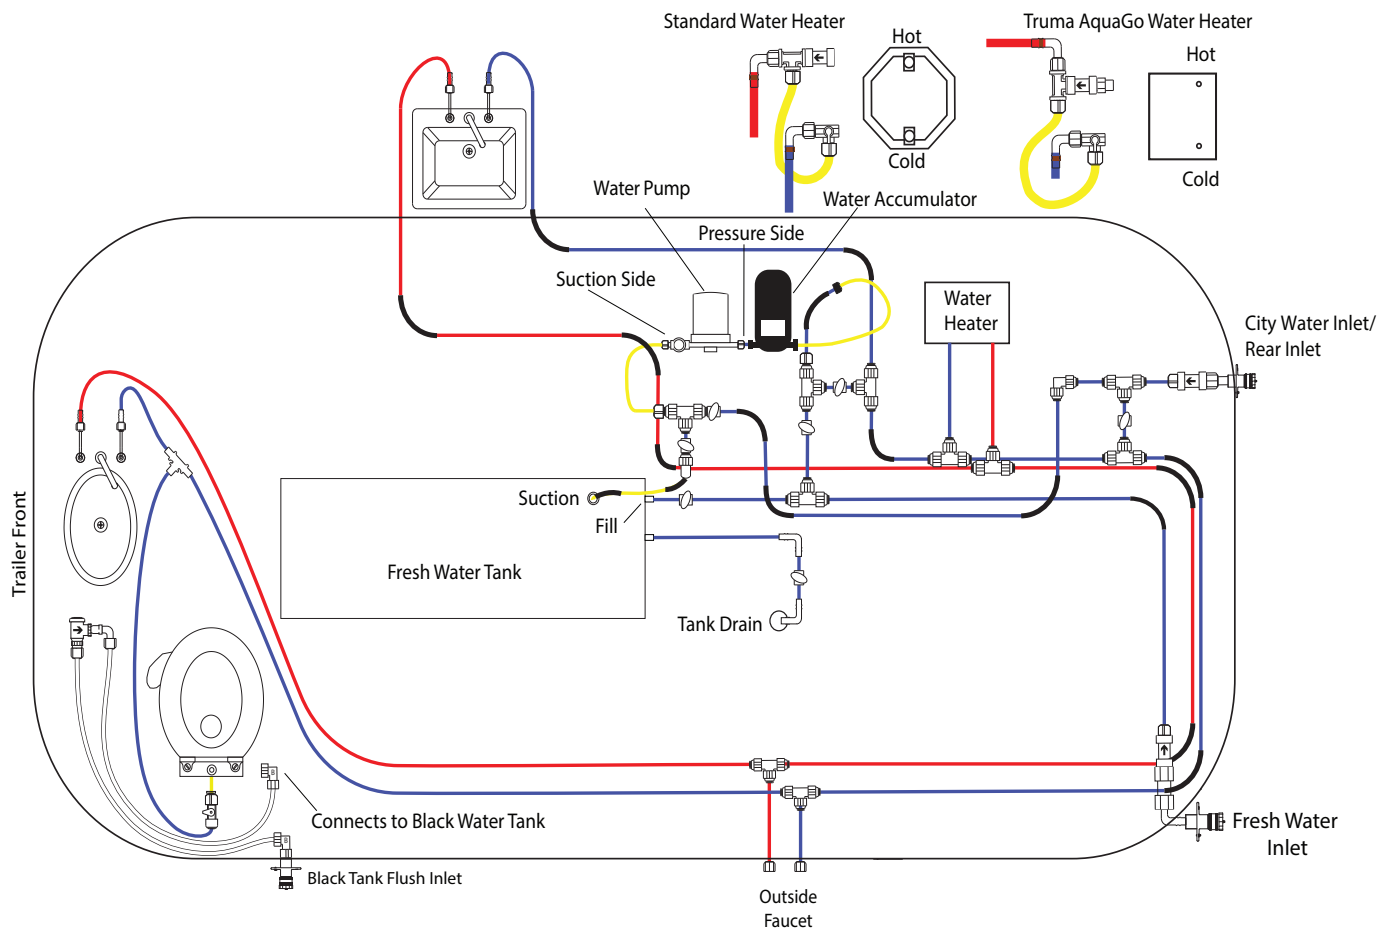 Standard Water Heater
Truma AquaGo Water Heater
Hot
Hot
Cold
Cold
Water Pump
Water Accumulator
Pressure Side
Suction Side
Water
Heater
City Water Inlet/
Rear Inlet
Suction
Fill
Fresh Water Tank
Trailer Front
Tank Drain
Connects to Black Water Tank
Fresh Water
Inlet
Black Tank Flush Inlet
Outside
Faucet